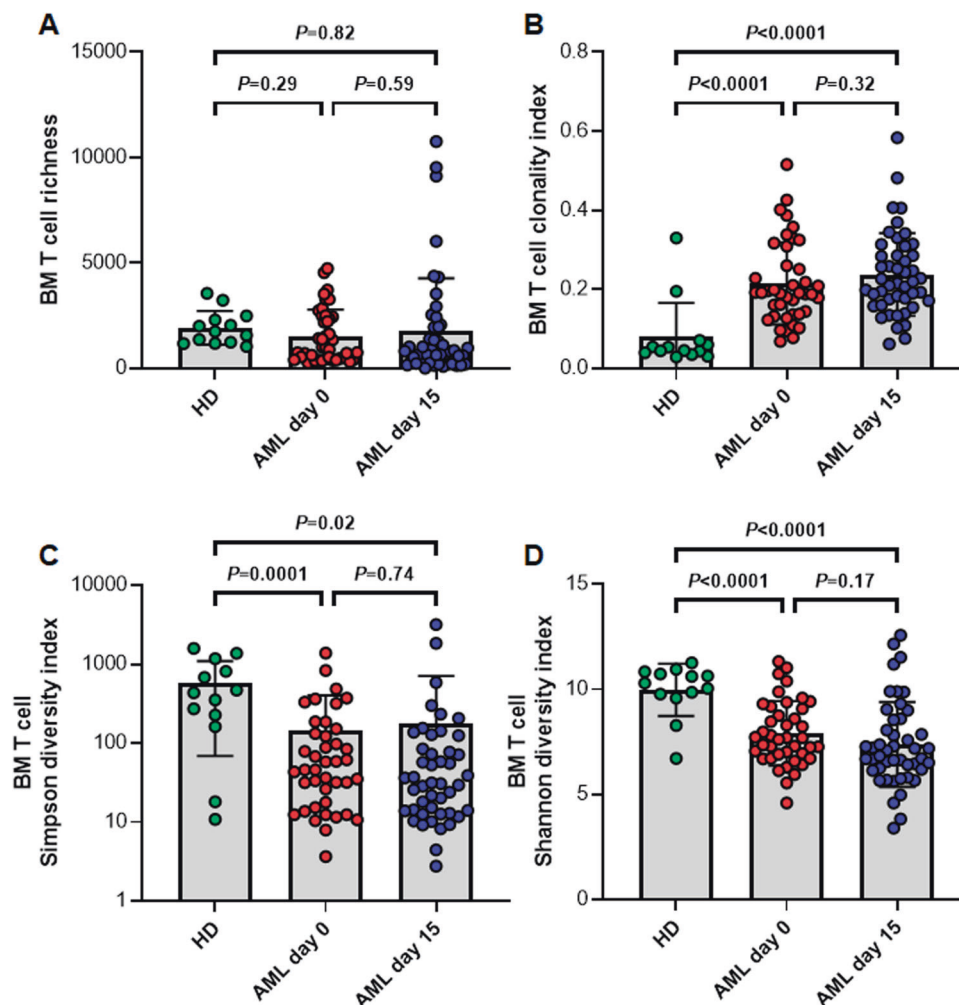 A
P=0.82
P=0.29
P=0.59
BM T cell richness
15000
10000
5000
0
HD
AML day 0
AML day 15
B
P<0.0001
P<0.0001
P=0.32
BM T cell clonality index
0.8
0.6
0.4
0.2
0.0
HD
AML day 0
AML day 15
C
P=0.02
P=0.0001
P=0.74
BM T cell
Simpson diversity index
10000
1000
100
10
1
HD
AML day 0
AML day 15
D
P<0.0001
P<0.0001
P=0.17
BM T cell
Shannon diversity index
15
10
5
0
HD
AML day 0
AML day 15